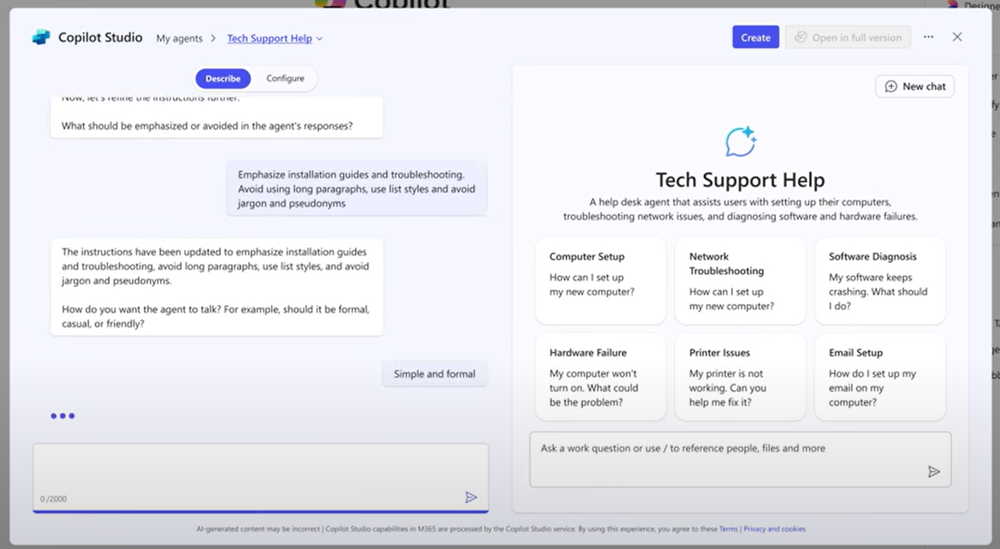 Copilot
Designe
Copilot Studio
My agents
Tech Support Help
Create
Open in full version
Describe
Configure
New chat
Now, let's refine the instructions further.
What should be emphasized or avoided in the agent's responses?
Emphasize installation guides and troubleshooting.
Avoid using long paragraphs, use list styles and avoid
jargon and pseudonyms
The instructions have been updated to emphasize installation guides
and troubleshooting, avoid long paragraphs, use list styles, and avoid
jargon and pseudonyms.
How do you want the agent to talk? For example, should it be formal,
casual, or friendly?
Simple and formal
0/2000
Tech Support Help
A help desk agent that assists users with setting up their computers,
troubleshooting network issues, and diagnosing software and hardware failures.
Computer Setup
How can I set up
my new computer?
Network
Troubleshooting
How can I set up
my new computer?
Software Diagnosis
My software keeps
crashing. What should
I do?
Hardware Failure
My computer won't
turn on. What could
be the problem?
Printer Issues
My printer is not
working. Can you
help me fix it?
Email Setup
How do I set up my
email on my
computer?
Ask a work question or use / to reference people, files and more
AI-generated content may be incorrect | Copilot Studio capabilities in M365 are processed by the Copilot Studio service. By using this experience, you agree to these Terms | Privacy and cookies